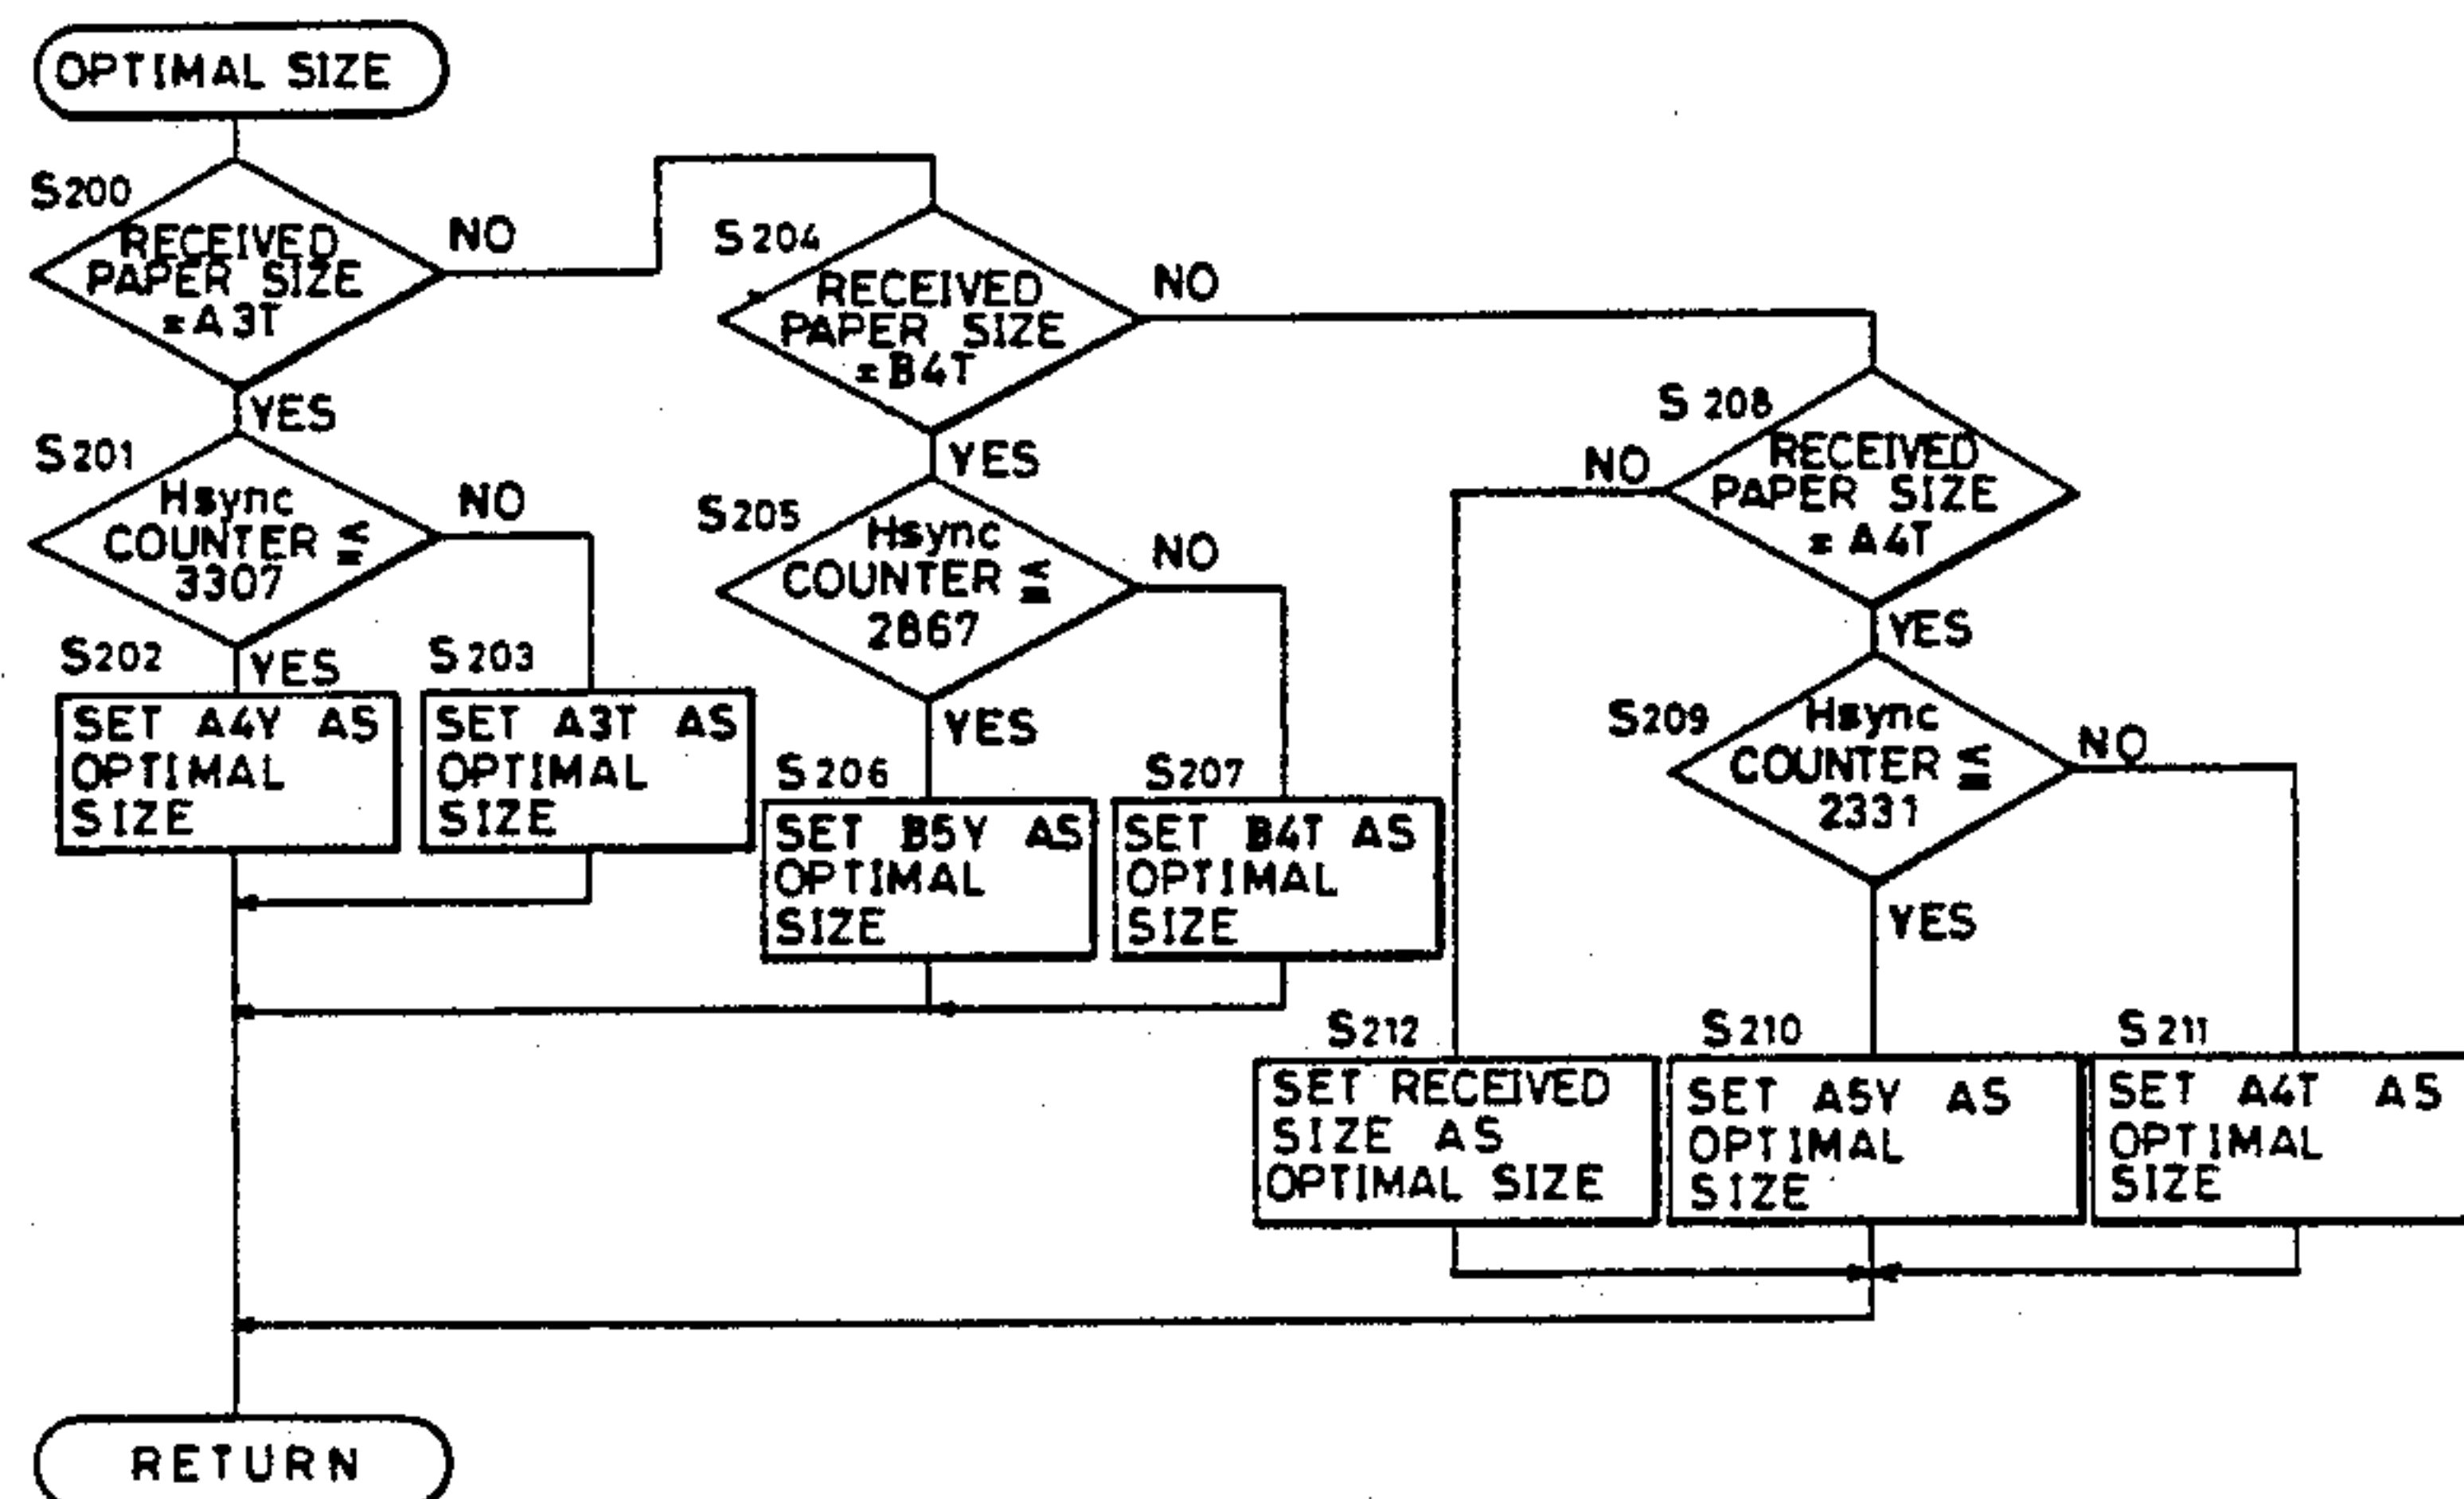 OPTIMAL SIZE
S200
RECEIVED
PAPER SIZE
=A3T
NO
YES
S201
Hsync
COUNTER ≦
3307
NO
YES
S202
SET A4Y AS
OPTIMAL
SIZE
S203
SET A3T AS
OPTIMAL
SIZE
S204
RECEIVED
PAPER SIZE
=B4T
NO
YES
S205
Hsync
COUNTER ≦
2867
NO
YES
S206
SET B5Y AS
OPTIMAL
SIZE
S207
SET B4T AS
OPTIMAL
SIZE
S208
RECEIVED
PAPER SIZE
= A4T
NO
YES
S209
Hsync
COUNTER ≦
2331
NO
YES
S212
SET RECEIVED
SIZE AS
OPTIMAL SIZE
S210
SET A5Y AS
OPTIMAL
SIZE
S211
SET A4T AS
OPTIMAL
SIZE
RETURN